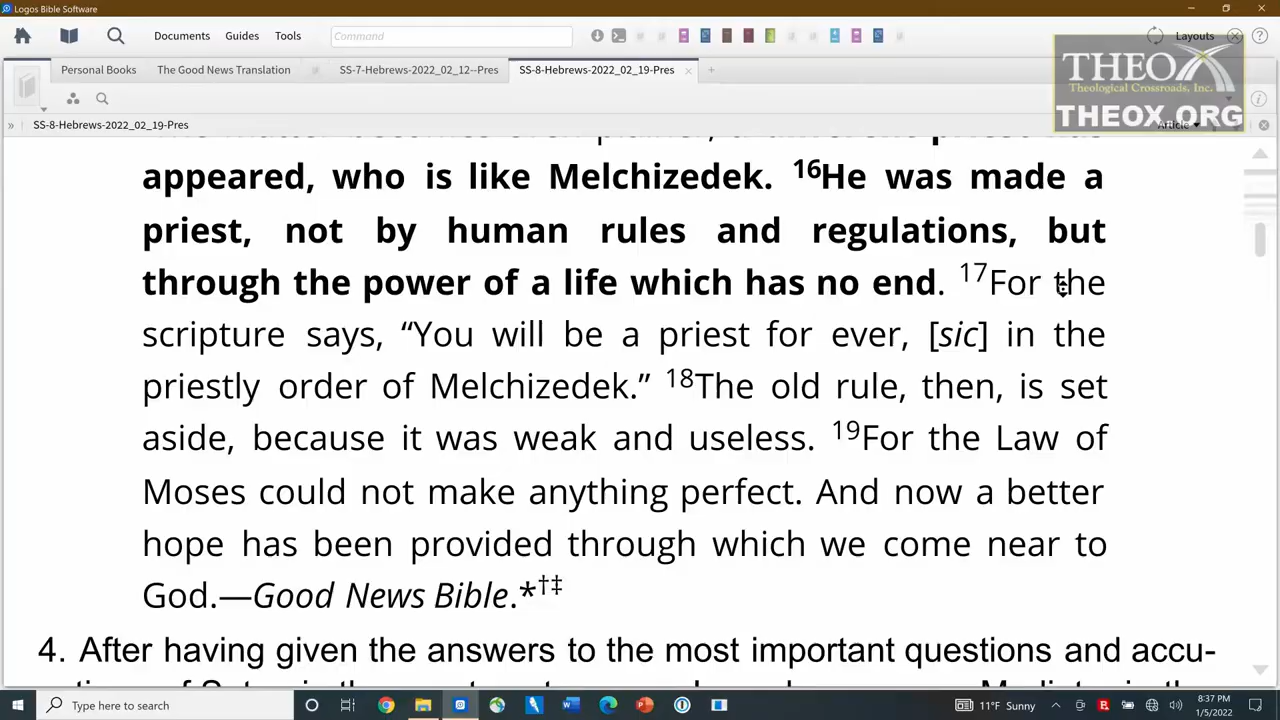 Logos Bible Software
Documents Guides Tools Command Layouts
Personal Books The Good News Translation SS-7-Hebrews-2022_02_12--Pres SS-8-Hebrews-2022_02_19-Pres
THEOX
Theological Crossroads, Inc.
THEOX.ORG
SS-8-Hebrews-2022_02_19-Pres Article
appeared, who is like Melchizedek. 16He was made a
priest, not by human rules and regulations, but
through the power of a life which has no end. 17For the
scripture says, “You will be a priest for ever, [sic] in the
priestly order of Melchizedek.” 18The old rule, then, is set
aside, because it was weak and useless. 19For the Law of
Moses could not make anything perfect. And now a better
hope has been provided through which we come near to
God.—Good News Bible.*†‡
4. After having given the answers to the most important questions and accu-
Type here to search 11°F Sunny 8:37 PM
1/5/2022